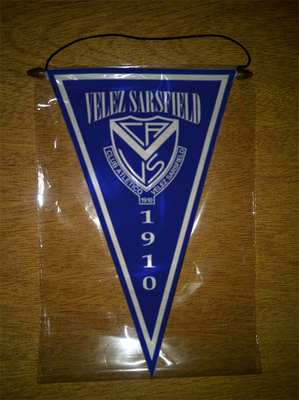 VELEZ SARSFIELD
CAVS
CLUB ATLETICO
VELEZ SARSFIELD
1910
1910